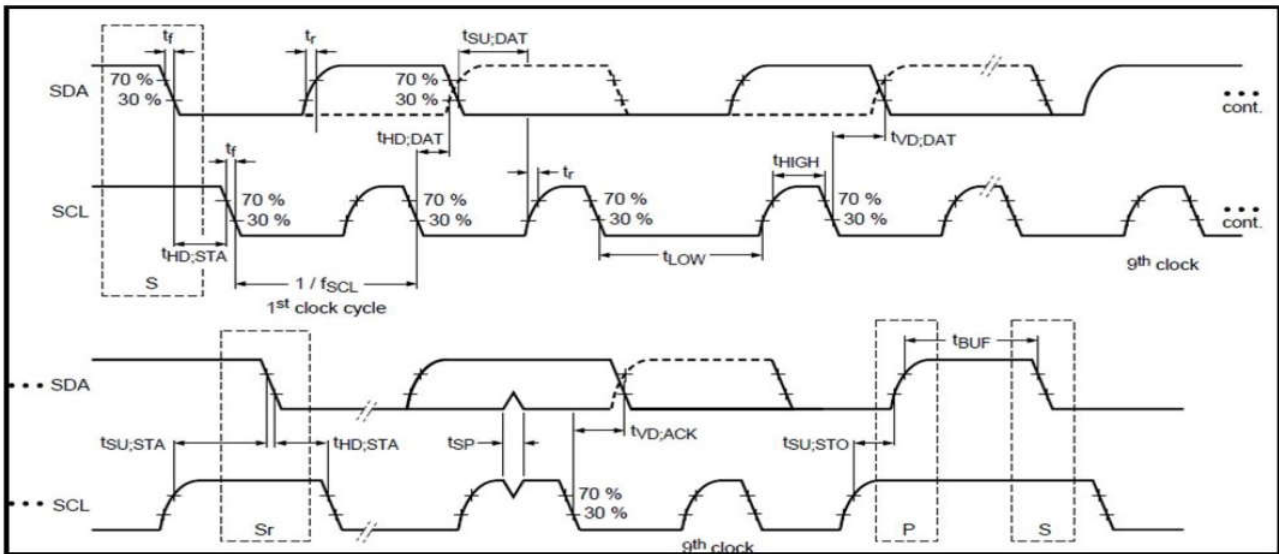 tf
tr
tSU;DAT
SDA
70 %
30 %
70 %
30 %
cont.
tHD;DAT
tVD;DAT
tf
tr
tHIGH
SCL
70 %
30 %
70 %
30 %
70 %
30 %
70 %
30 %
cont.
tHD;STA
tLOW
9th clock
S
1 / fSCL
1st clock cycle
tBUF
SDA
tSU;STA
tHD;STA
tSP
tVD;ACK
tSU;STO
SCL
70 %
30 %
Sr
P
S
9th clock